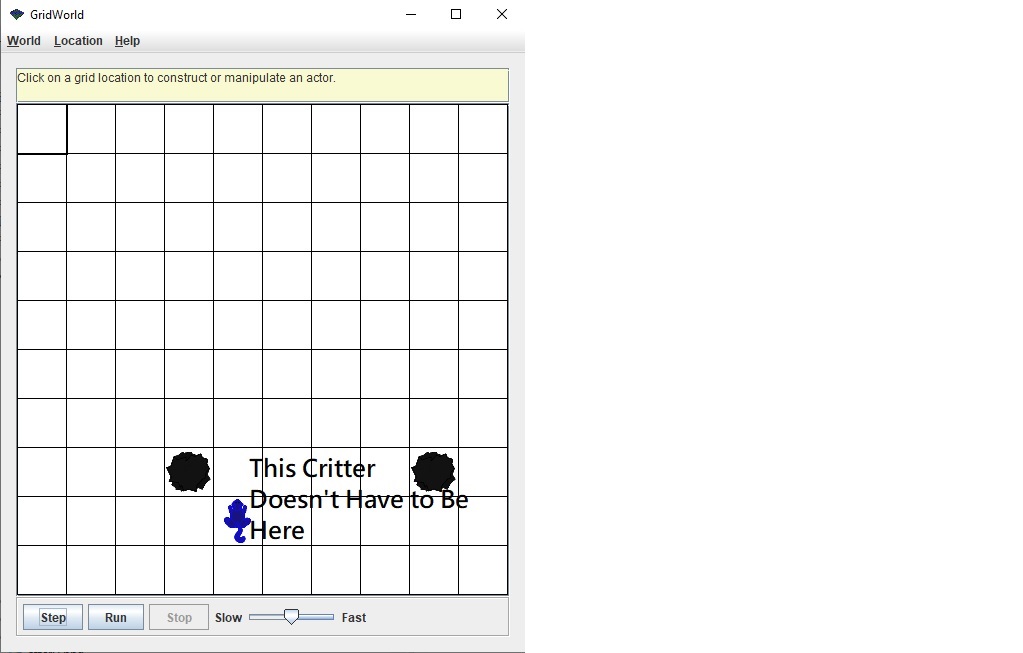 GridWorld
World Location Help
Click on a grid location to construct or manipulate an actor.
This Critter
Doesn't Have to Be
Here
Step Run Stop Slow Fast